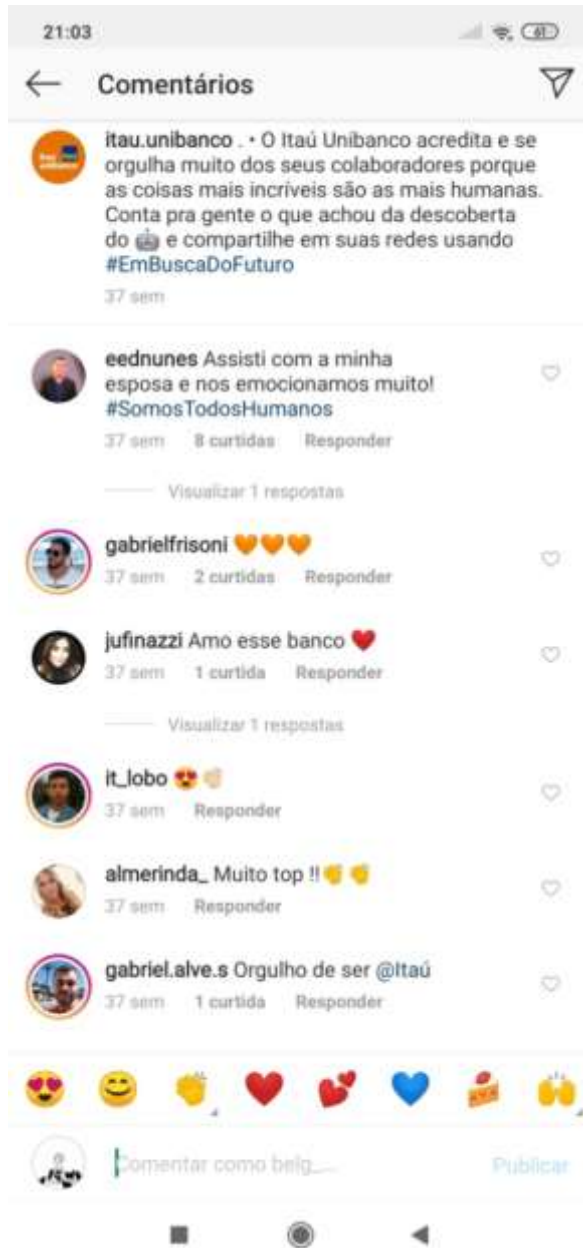 21:03
61
Comentários
itau.unibanco . • O Itaú Unibanco acredita e se
orgulha muito dos seus colaboradores porque
as coisas mais incríveis são as mais humanas.
Conta pra gente o que achou da descoberta
do 🤖 e compartilhe em suas redes usando
#EmBuscaDoFuturo
37 sem
eednunes Assisti com a minha
esposa e nos emocionamos muito!
#SomosTodosHumanos
37 sem 8 curtidas Responder
Visualizar 1 respostas
gabrielfrisoni 🧡🧡🧡
37 sem 2 curtidas Responder
jufinazzi Amo esse banco ❤️
37 sem 1 curtida Responder
Visualizar 1 respostas
it_lobo 😍👏🏻
37 sem Responder
almerinda_ Muito top !!👏👏
37 sem Responder
gabriel.alve.s Orgulho de ser @Itaú
37 sem 1 curtida Responder
😍 😊 👏 ❤️ 💕 💙 🍰 🙌
Comentar como belg_...
Publicar